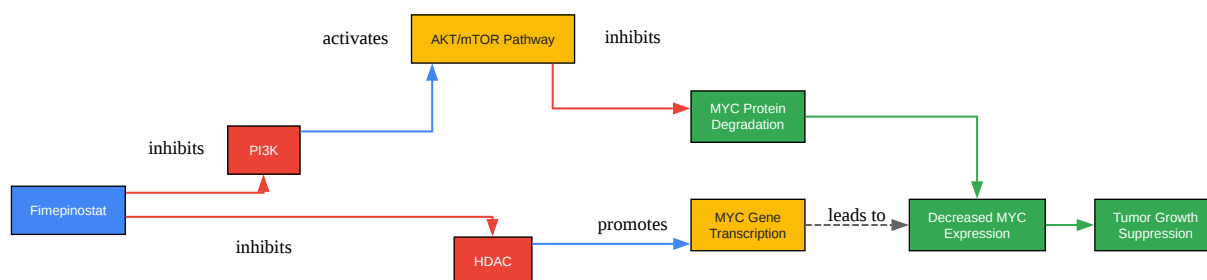 activates
AKT/mTOR Pathway
inhibits
MYC Protein
Degradation
inhibits
PI3K
Fimepinostat
inhibits
HDAC
promotes
MYC Gene
Transcription
leads to
Decreased MYC
Expression
Tumor Growth
Suppression